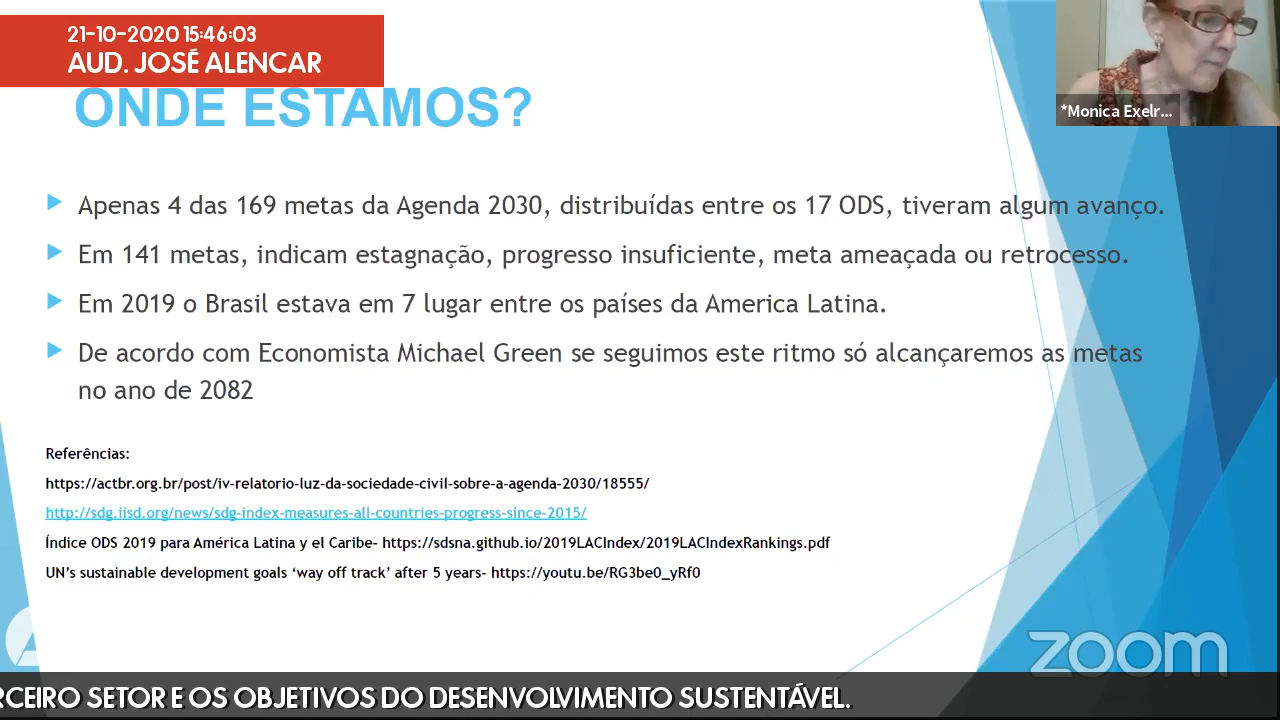 21-10-2020 15:46:03
AUD. JOSÉ ALENCAR
*Monica Exelr...
ONDE ESTAMOS?
Apenas 4 das 169 metas da Agenda 2030, distribuídas entre os 17 ODS, tiveram algum avanço.
Em 141 metas, indicam estagnação, progresso insuficiente, meta ameaçada ou retrocesso.
Em 2019 o Brasil estava em 7 lugar entre os países da America Latina.
De acordo com Economista Michael Green se seguimos este ritmo só alcançaremos as metas
no ano de 2082
Referências:
https://actbr.org.br/post/iv-relatorio-luz-da-sociedade-civil-sobre-a-agenda-2030/18555/
http://sdg.iisd.org/news/sdg-index-measures-all-countries-progress-since-2015/
Índice ODS 2019 para América Latina y el Caribe- https://sdsna.github.io/2019LACIndex/2019LACIndexRankings.pdf
UN’s sustainable development goals ‘way off track’ after 5 years- https://youtu.be/RG3be0_yRf0
zoom
RCEIRO SETOR E OS OBJETIVOS DO DESENVOLVIMENTO SUSTENTÁVEL.